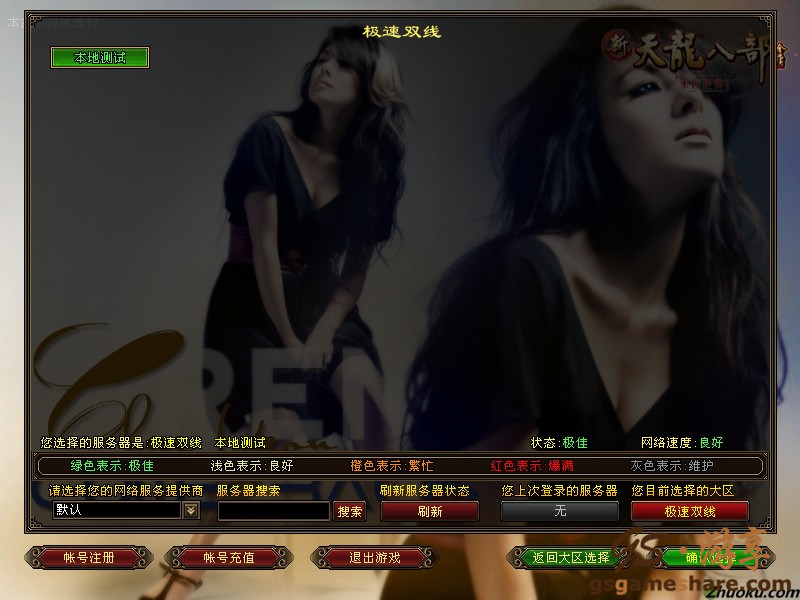 极速双线
本地测试
新天龍八部
您选择的服务器是:极速双线 本地测试
状态:极佳
网络速度:良好
绿色表示:极佳
浅色表示:良好
橙色表示:繁忙
红色表示:爆满
灰色表示:维护
请选择您的网络服务提供商
服务器搜索
刷新服务器状态
您上次登录的服务器
您目前选择的大区
默认
搜索
刷新
无
极速双线
帐号注册
帐号充值
退出游戏
返回大区选择
gsgameshare.com
Zhuoku.com